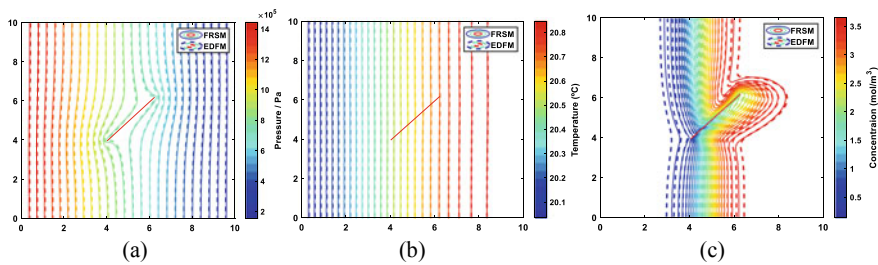 ×10⁵
10
8
6
4
2
0
0 2 4 6 8 10
FRSM
EDFM
14
12
10
8
6
4
2
Pressure / Pa
(a)
10
8
6
4
2
0
0 2 4 6 8 10
FRSM
EDFM
20.8
20.7
20.6
20.5
20.4
20.3
20.2
20.1
Temperature (°C)
(b)
10
8
6
4
2
0
0 2 4 6 8 10
FRSM
EDFM
3.5
3
2.5
2
1.5
1
0.5
Concentraion (mol/m³)
(c)